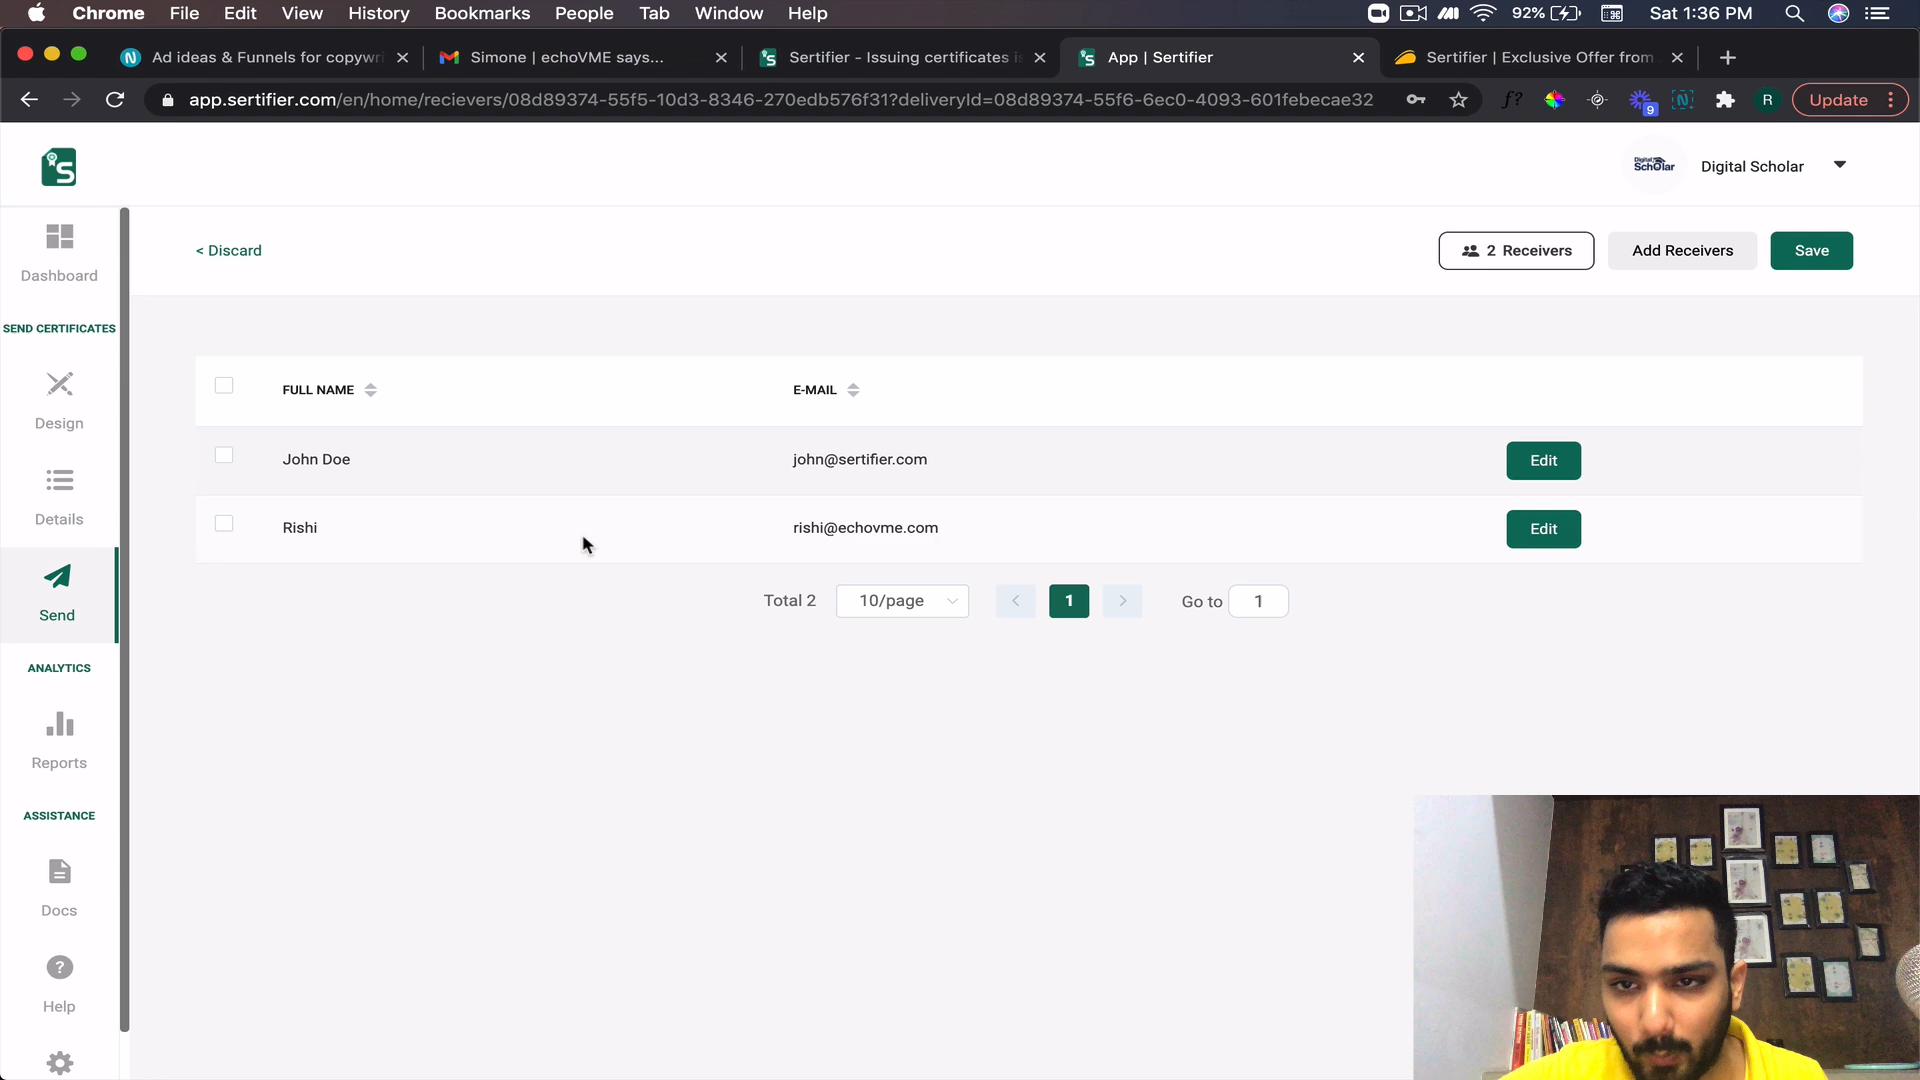 Chrome File Edit View History Bookmarks People Tab Window Help 92% Sat 1:36 PM
Ad ideas & Funnels for copywri Simone | echoVME says... Sertifier - Issuing certificates is App | Sertifier Sertifier | Exclusive Offer from
app.sertifier.com/en/home/recievers/08d89374-55f5-10d3-8346-270edb576f31?deliveryId=08d89374-55f6-6ec0-4093-601febecae32 f? 9 R Update
S Digital Scholar Digital Scholar
< Discard 2 Receivers Add Receivers Save
Dashboard
SEND CERTIFICATES
Design
Details
Send
ANALYTICS
Reports
ASSISTANCE
Docs
Help
FULL NAME E-MAIL
John Doe john@sertifier.com Edit
Rishi rishi@echovme.com Edit
Total 2 10/page < 1 > Go to 1